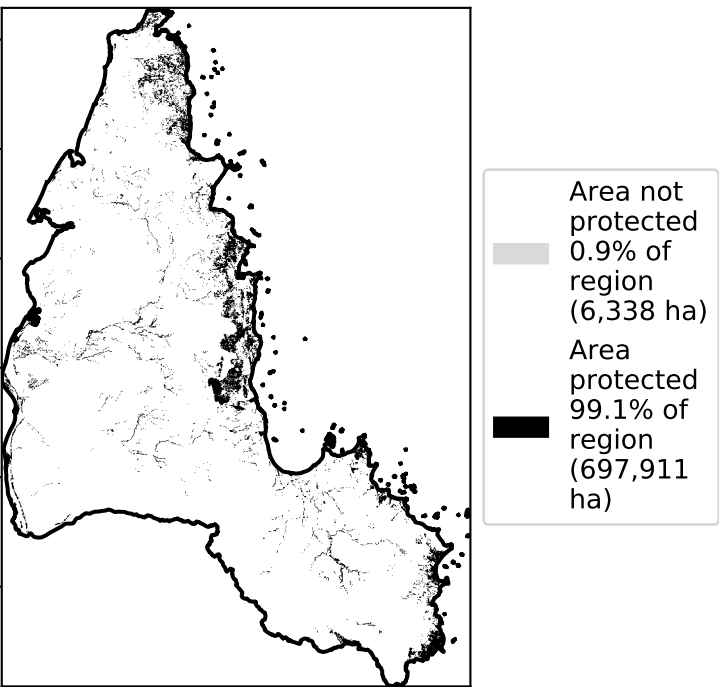 Area not
protected
0.9% of
region
(6,338 ha)
Area
protected
99.1% of
region
(697,911
ha)